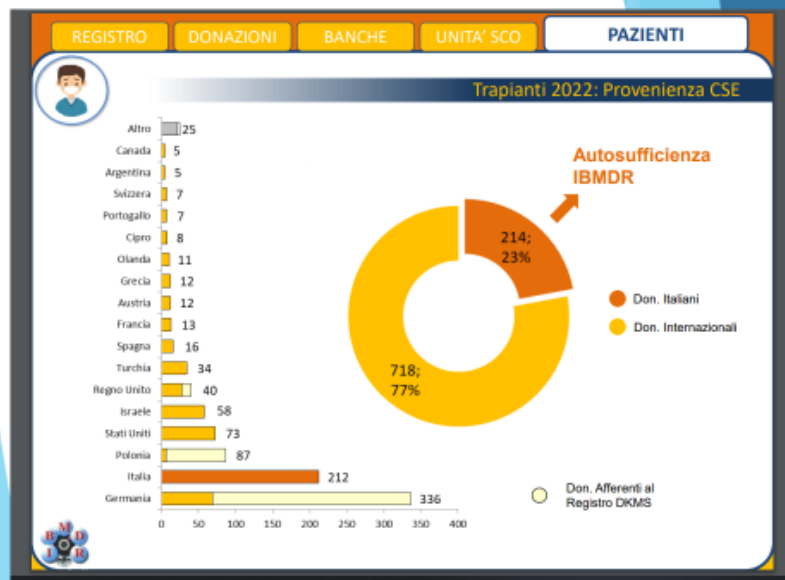 REGISTRO
DONAZIONI
BANCHE
UNITA' SCO
PAZIENTI
Trapianti 2022: Provenienza CSE
Altro 25
Canada 5
Argentina 5
Svizzera 7
Portogallo 7
Cipro 8
Olanda 11
Grecia 12
Austria 12
Francia 13
Spagna 16
Turchia 34
Regno Unito 40
Israele 58
Stati Uniti 73
Polonia 87
Italia 212
Germania 336
0 50 100 150 200 250 300 350 400
Autosufficienza
IBMDR
214;
23%
718;
77%
Don. Italiani
Don. Internazionali
Don. Afferenti al
Registro DKMS
I B M D R